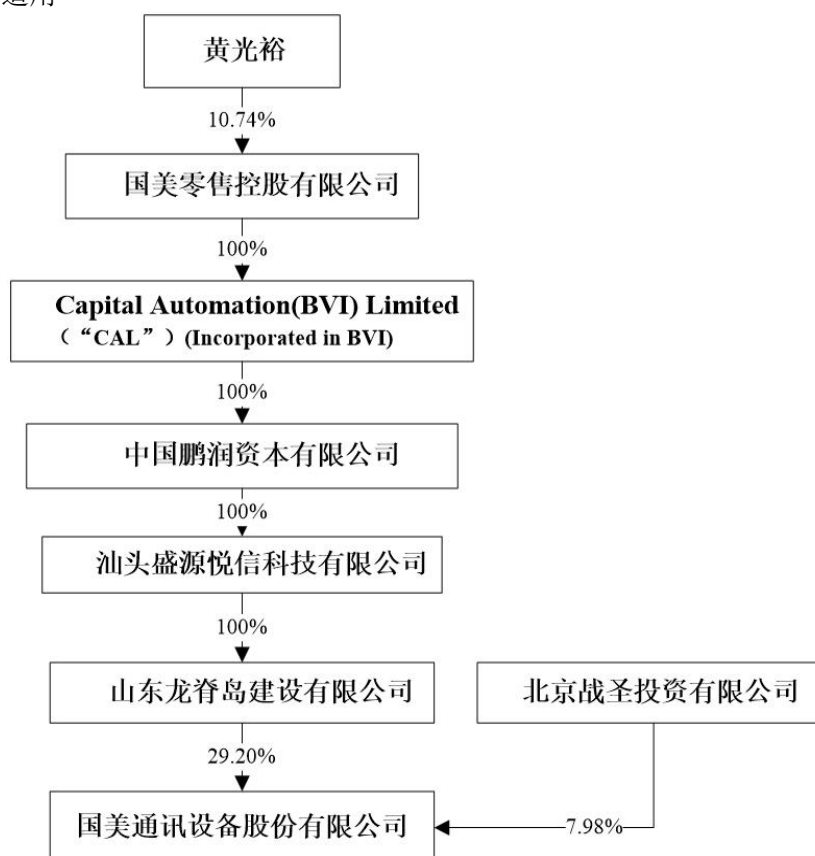 黄光裕
10.74%
国美零售控股有限公司
100%
Capital Automation(BVI) Limited
（“CAL”）(Incorporated in BVI)
100%
中国鹏润资本有限公司
100%
汕头盛源悦信科技有限公司
100%
山东龙脊岛建设有限公司
北京战圣投资有限公司
29.20%
国美通讯设备股份有限公司
7.98%